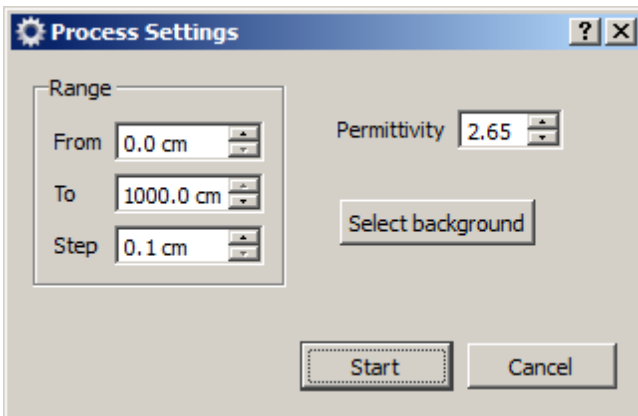 Process Settings
Range
From 0.0 cm
To 1000.0 cm
Step 0.1 cm
Permittivity 2.65
Select background
Start Cancel